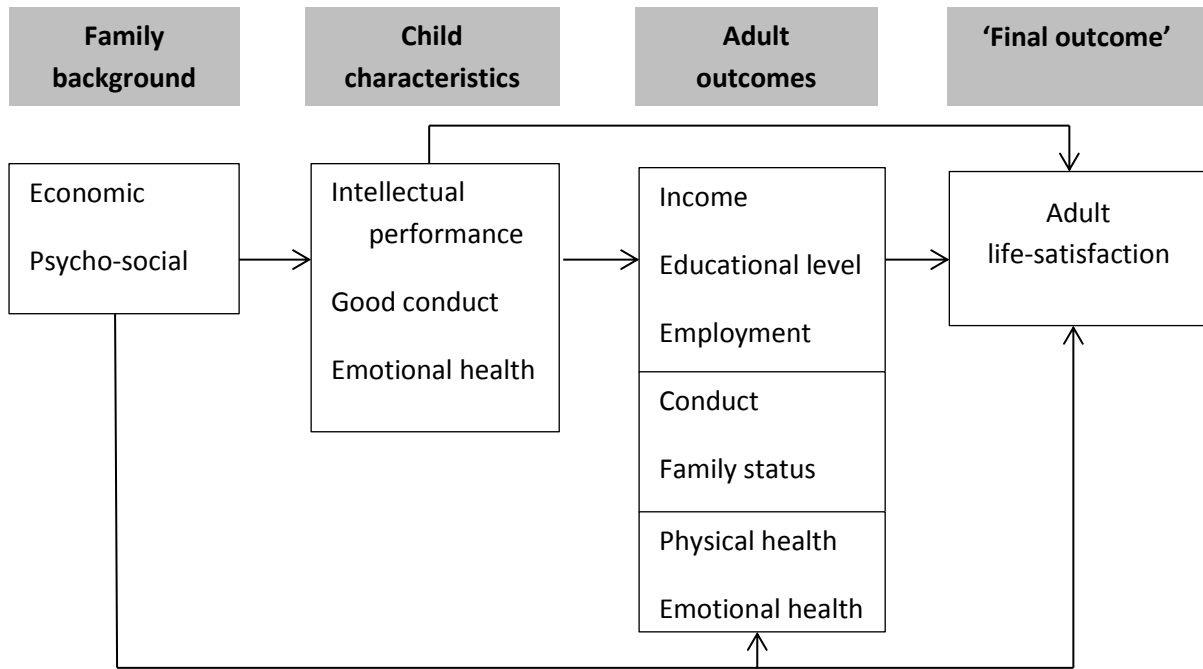 Family
background
Child
characteristics
Adult
outcomes
‘Final outcome’
Economic
Psycho-social
Intellectual
performance
Good conduct
Emotional health
Income
Educational level
Employment
Conduct
Family status
Physical health
Emotional health
Adult
life-satisfaction